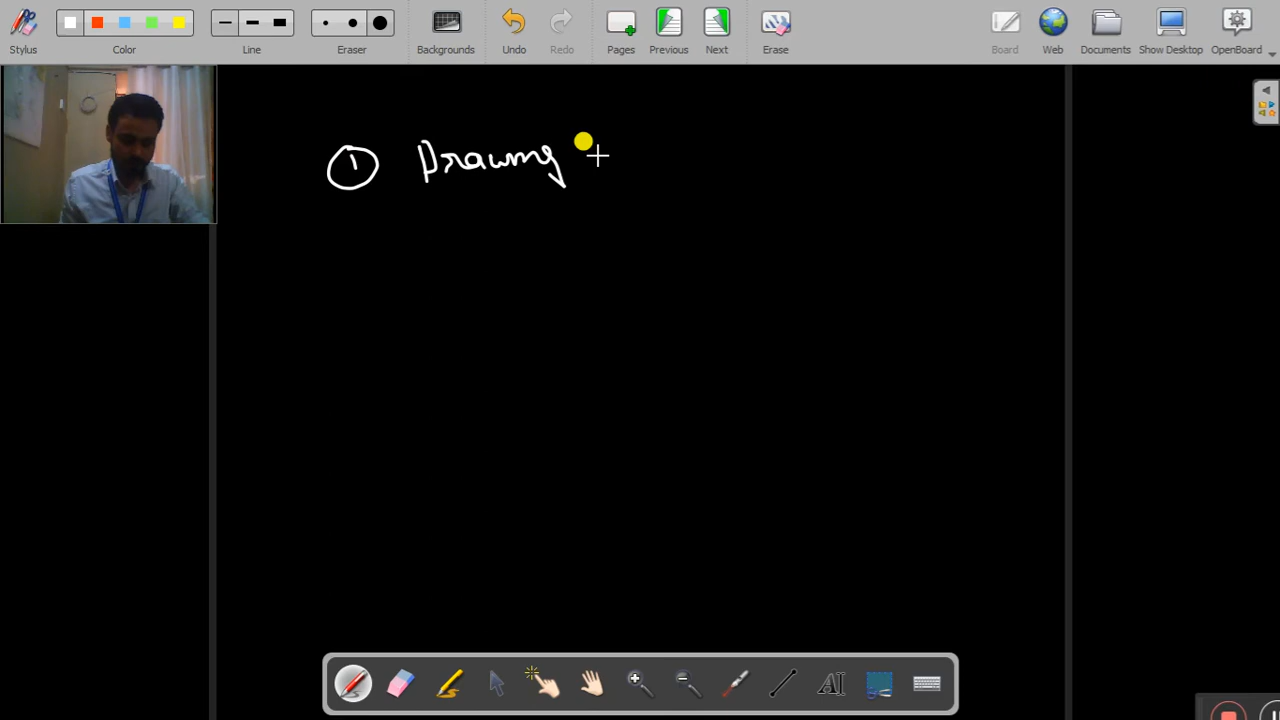 Stylus Color Line Eraser Backgrounds Undo Redo Pages Previous Next Erase Board Web Documents Show Desktop OpenBoard
① Drawing
AI